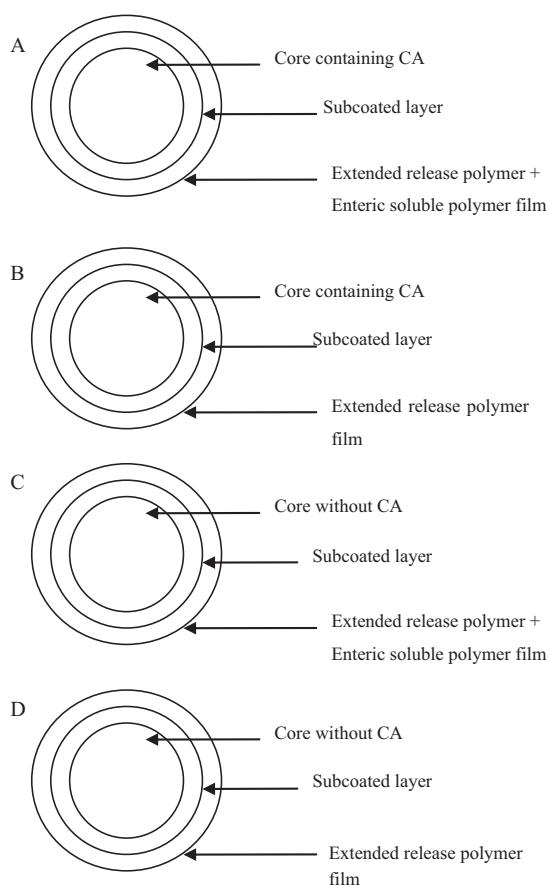 A
Core containing CA
Subcoated layer
Extended release polymer +
Enteric soluble polymer film
B
Core containing CA
Subcoated layer
Extended release polymer
film
C
Core without CA
Subcoated layer
Extended release polymer +
Enteric soluble polymer film
D
Core without CA
Subcoated layer
Extended release polymer
film